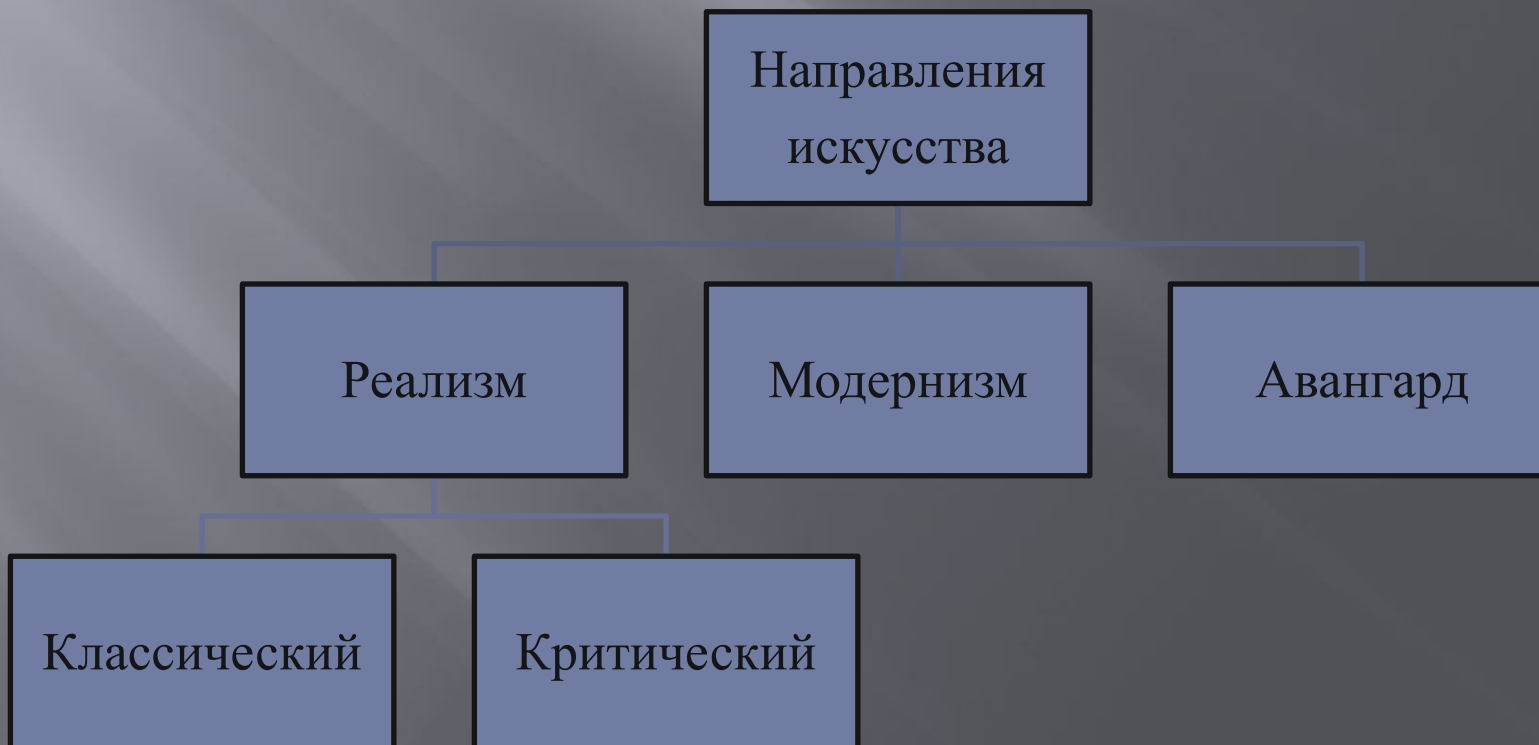 Направления
искусства
Реализм
Модернизм
Авангард
Классический
Критический